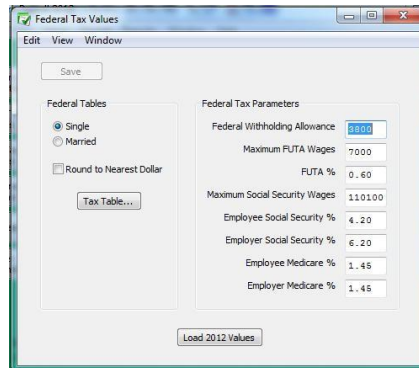 Federal Tax Values
Edit View Window
Save
Federal Tables
Single
Married
Round to Nearest Dollar
Tax Table...
Federal Tax Parameters
Federal Withholding Allowance 3800
Maximum FUTA Wages 7000
FUTA % 0.60
Maximum Social Security Wages 110100
Employee Social Security % 4.20
Employer Social Security % 6.20
Employee Medicare % 1.45
Employer Medicare % 1.45
Load 2012 Values